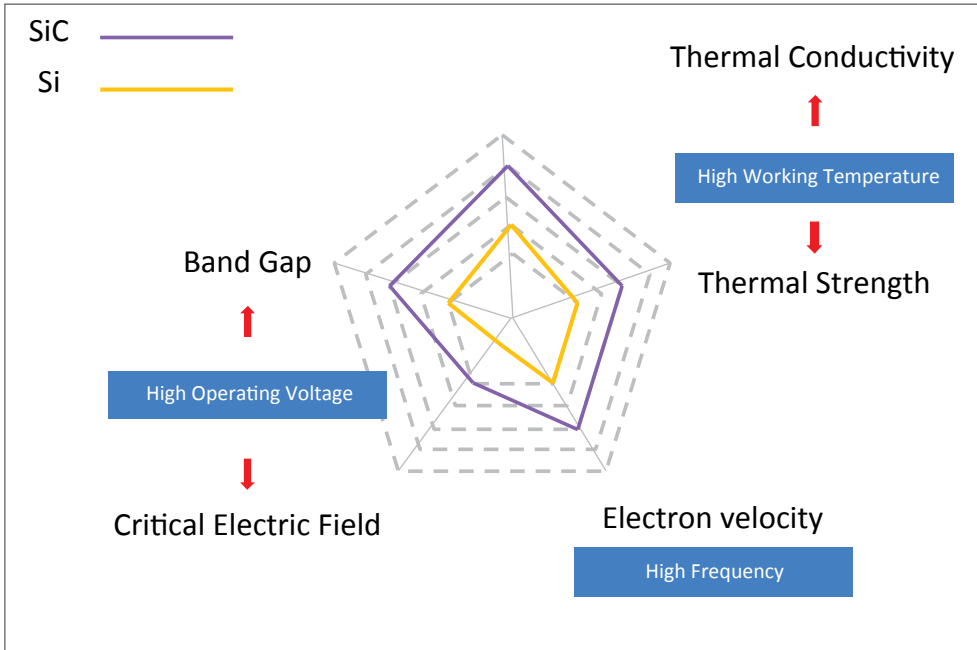 SiC
Si
Thermal Conductivity
High Working Temperature
Thermal Strength
Band Gap
High Operating Voltage
Critical Electric Field
Electron velocity
High Frequency